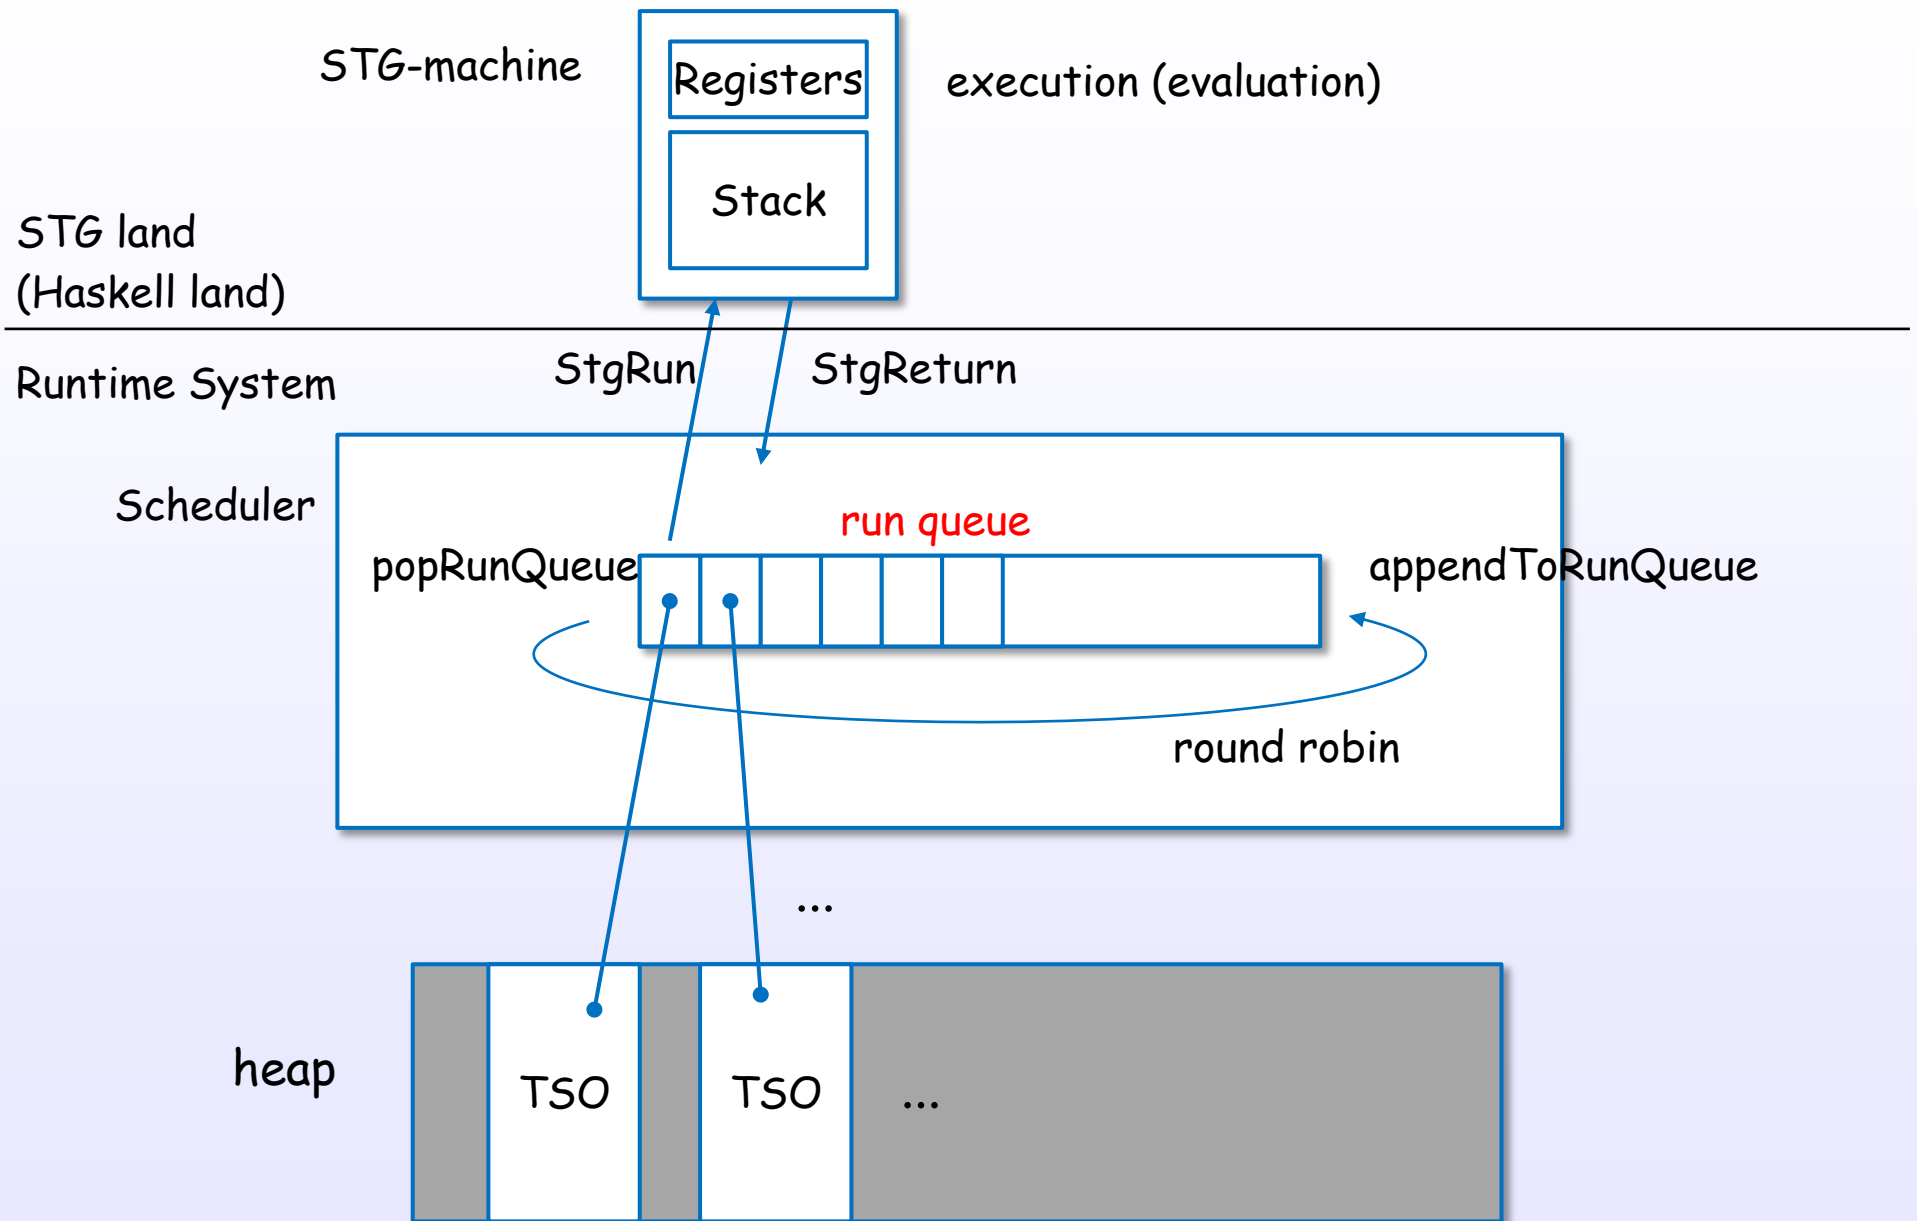 STG-machine
Registers
execution (evaluation)
Stack
STG land
(Haskell land)
Runtime System
StgRun
StgReturn
Scheduler
run queue
popRunQueue
appendToRunQueue
round robin
...
heap
TSO
TSO
...